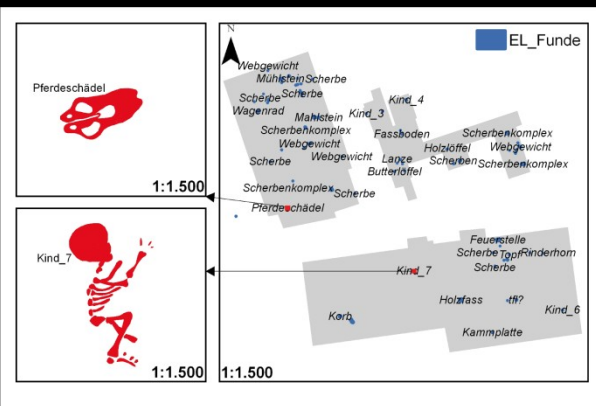 Pferdeschädel
1:1.500
Kind_7
1:1.500
N
EL_Funde
Webgewicht
Mühlstein Scherbe
Scherbe Scherbe
Wagenrad
Mahlstein
Scherbenkomplex
Webgewicht
Webgewicht
Scherbe
Scherbenkomplex
Scherbe
Pferdeschädel
Kind_4
Kind_3
Fassboden
Lanze
Butterlöffel
Holzlöffel
Scherben
Scherbenkomplex
Webgewicht
Scherbenkomplex
Feuerstelle
Scherbe Topf Rinderhorn
Scherbe
Kind_7
Holzfass
Kind_6
Korb
Kammplatte
1:1.500